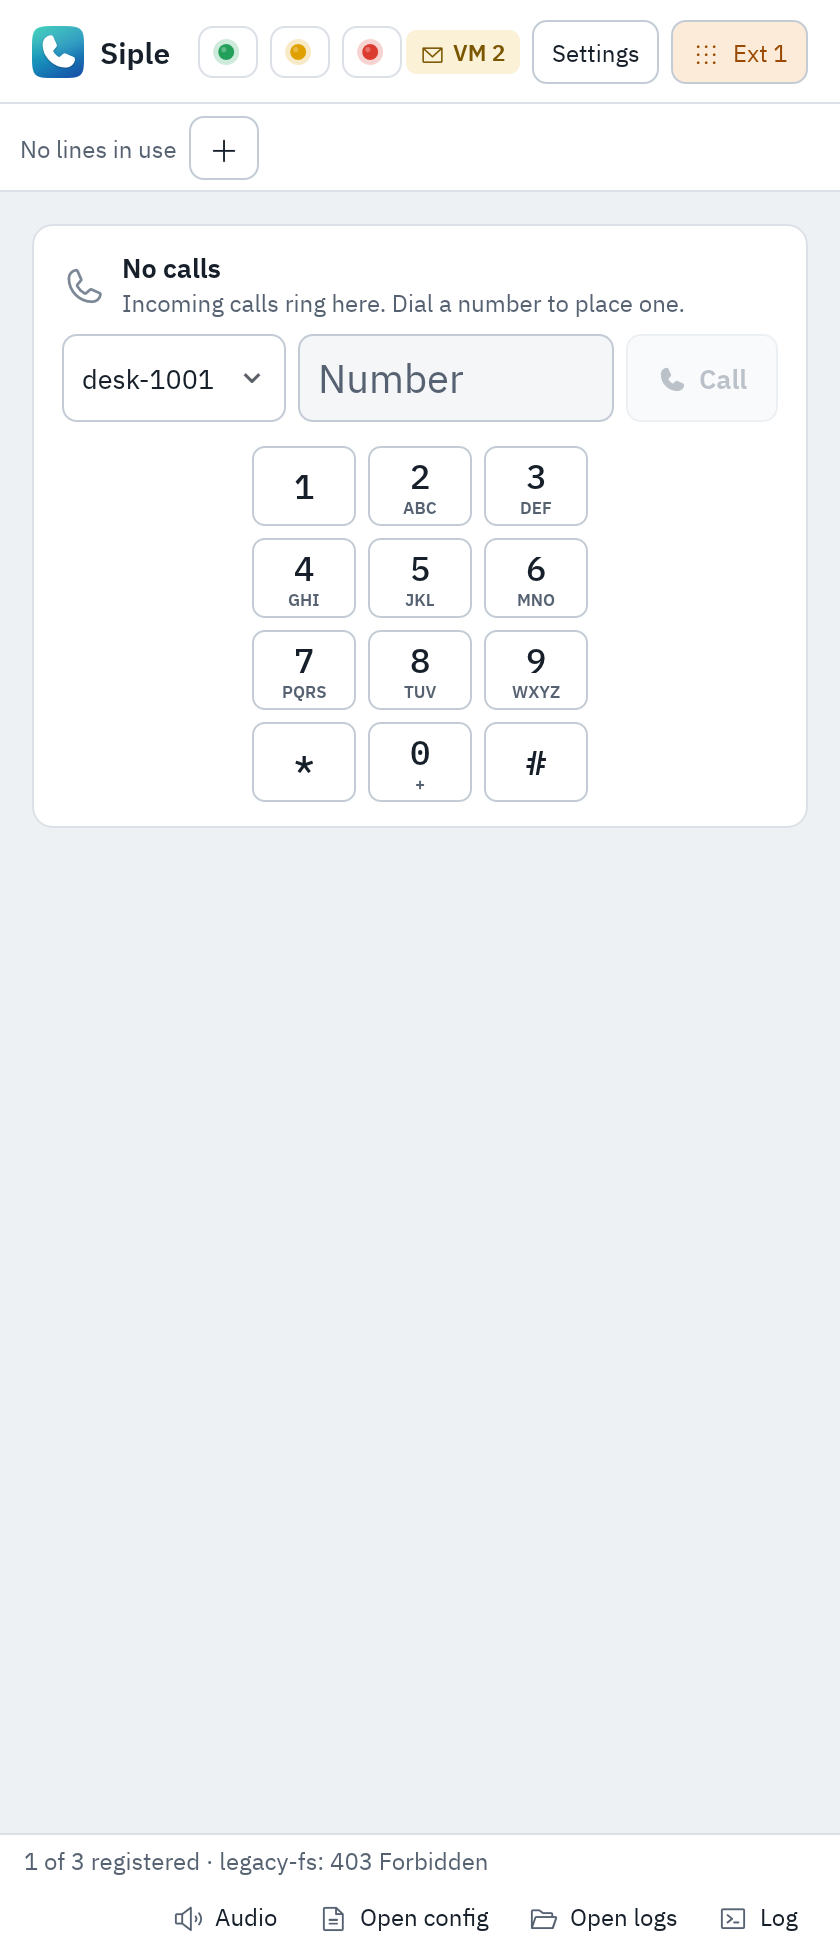 Siple VM 2 Settings Ext 1
No lines in use
No calls
Incoming calls ring here. Dial a number to place one.
desk-1001 Number Call
1 2 3
ABC DEF
4 5 6
GHI JKL MNO
7 8 9
PQRS TUV WXYZ
* 0 #
+
1 of 3 registered · legacy-fs: 403 Forbidden
Audio Open config Open logs Log